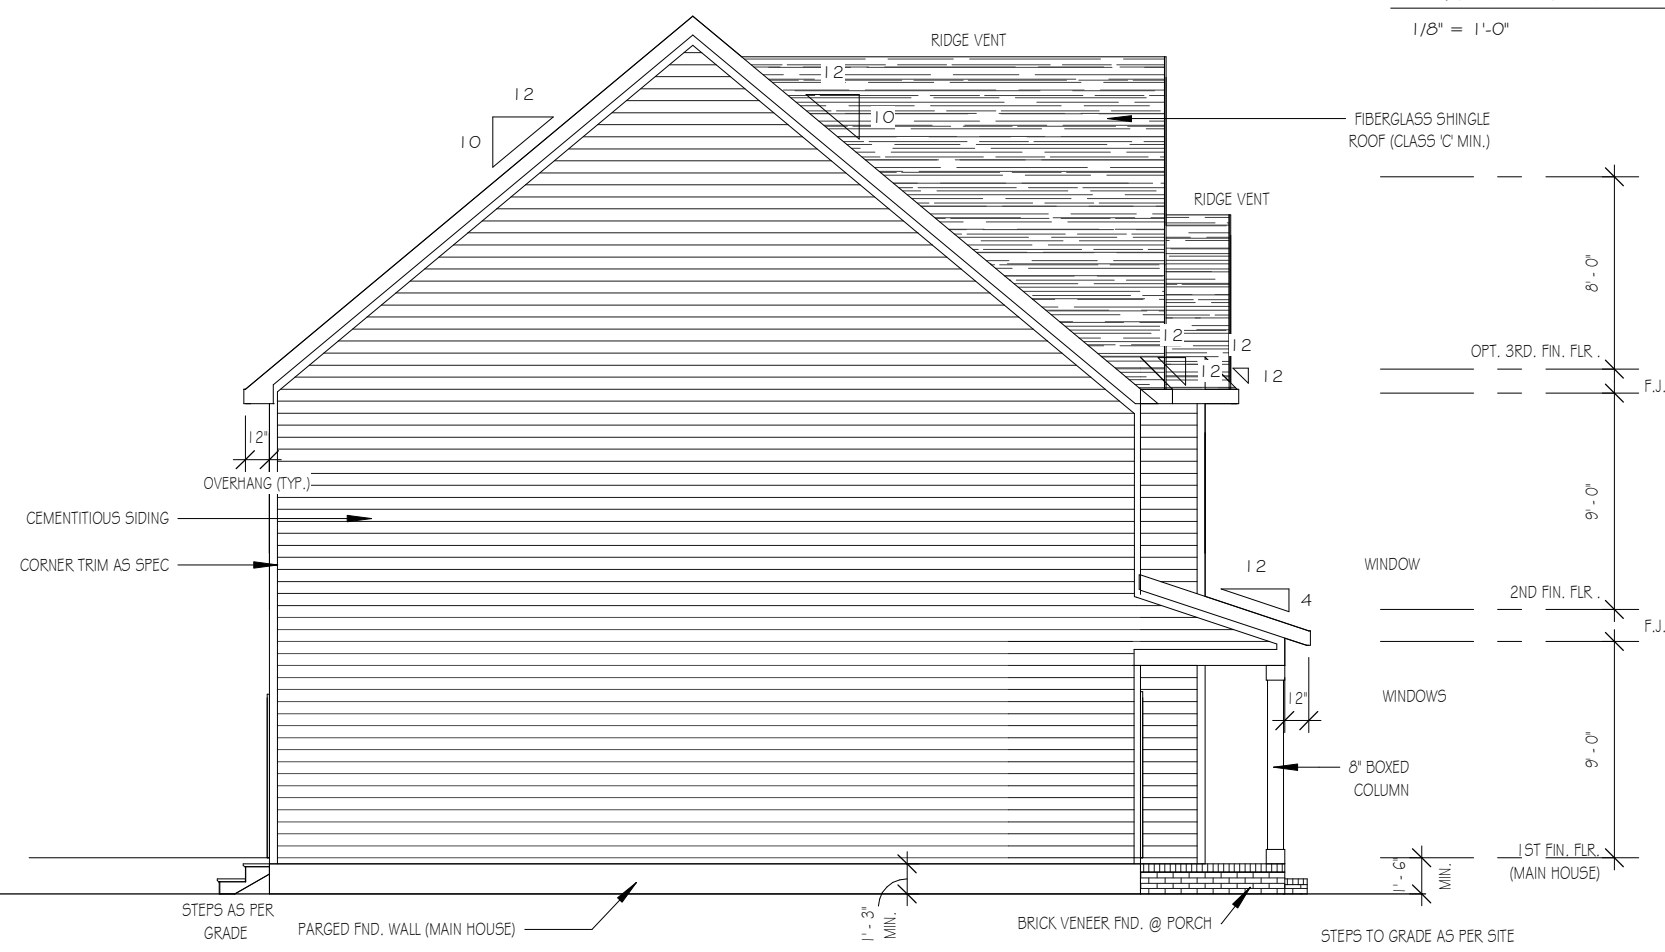 1/8" = 1'-0"
RIDGE VENT
12
10
12
10
FIBERGLASS SHINGLE
ROOF (CLASS 'C' MIN.)
RIDGE VENT
8' - 0"
12
12
12
12
OPT. 3RD. FIN. FLR .
F.J.
12"
OVERHANG (TYP.)
CEMENTITIOUS SIDING
9' - 0"
CORNER TRIM AS SPEC
12
4
WINDOW
2ND FIN. FLR .
F.J.
12"
WINDOWS
9' - 0"
8" BOXED
COLUMN
1ST FIN. FLR.
(MAIN HOUSE)
1' - 6"
MIN.
STEPS AS PER
GRADE
PARGED FND. WALL (MAIN HOUSE)
1' - 3"
MIN.
BRICK VENEER FND. @ PORCH
STEPS TO GRADE AS PER SITE